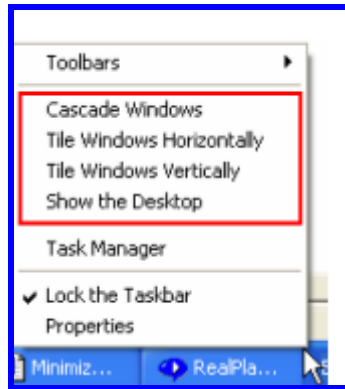 Toolbars
Cascade Windows
Tile Windows Horizontally
Tile Windows Vertically
Show the Desktop
Task Manager
Lock the Taskbar
Properties
Minimiz... RealPla...